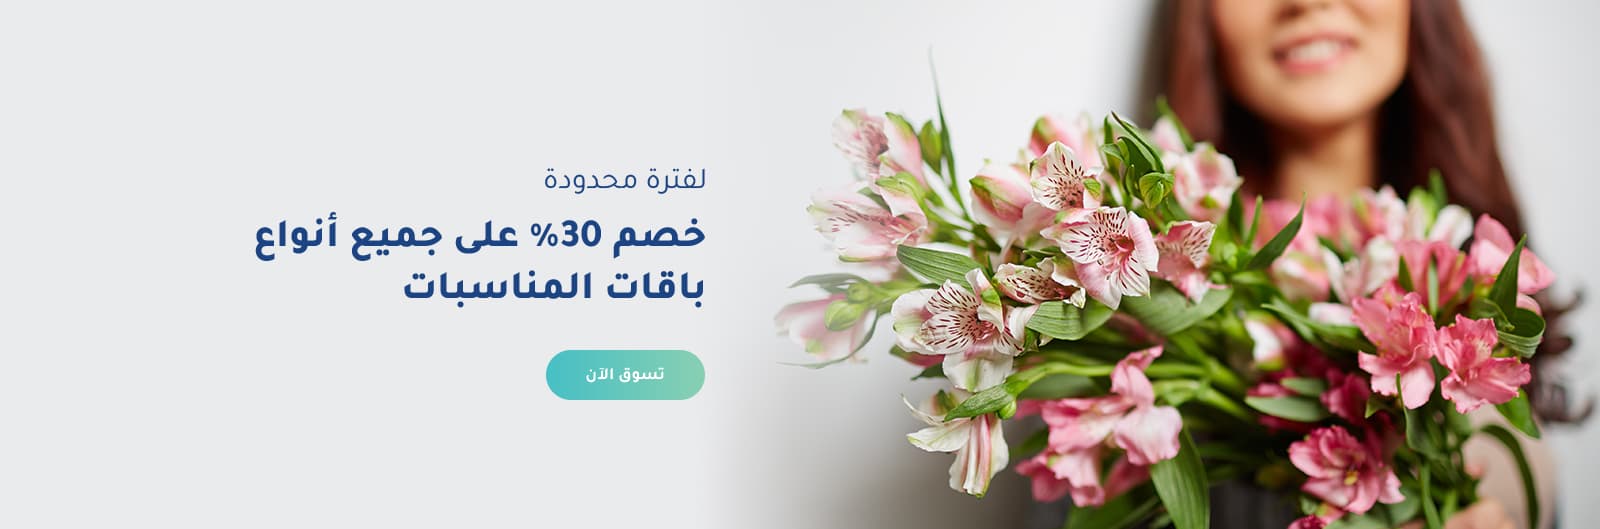 لفترة محدودة
خصم 30% على جميع أنواع
باقات المناسبات
تسوق الآن